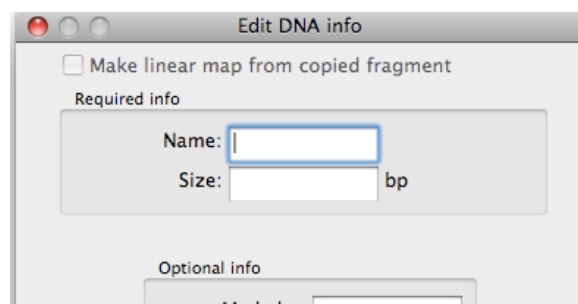 Edit DNA info
Make linear map from copied fragment
Required info
Name:
Size: bp
Optional info